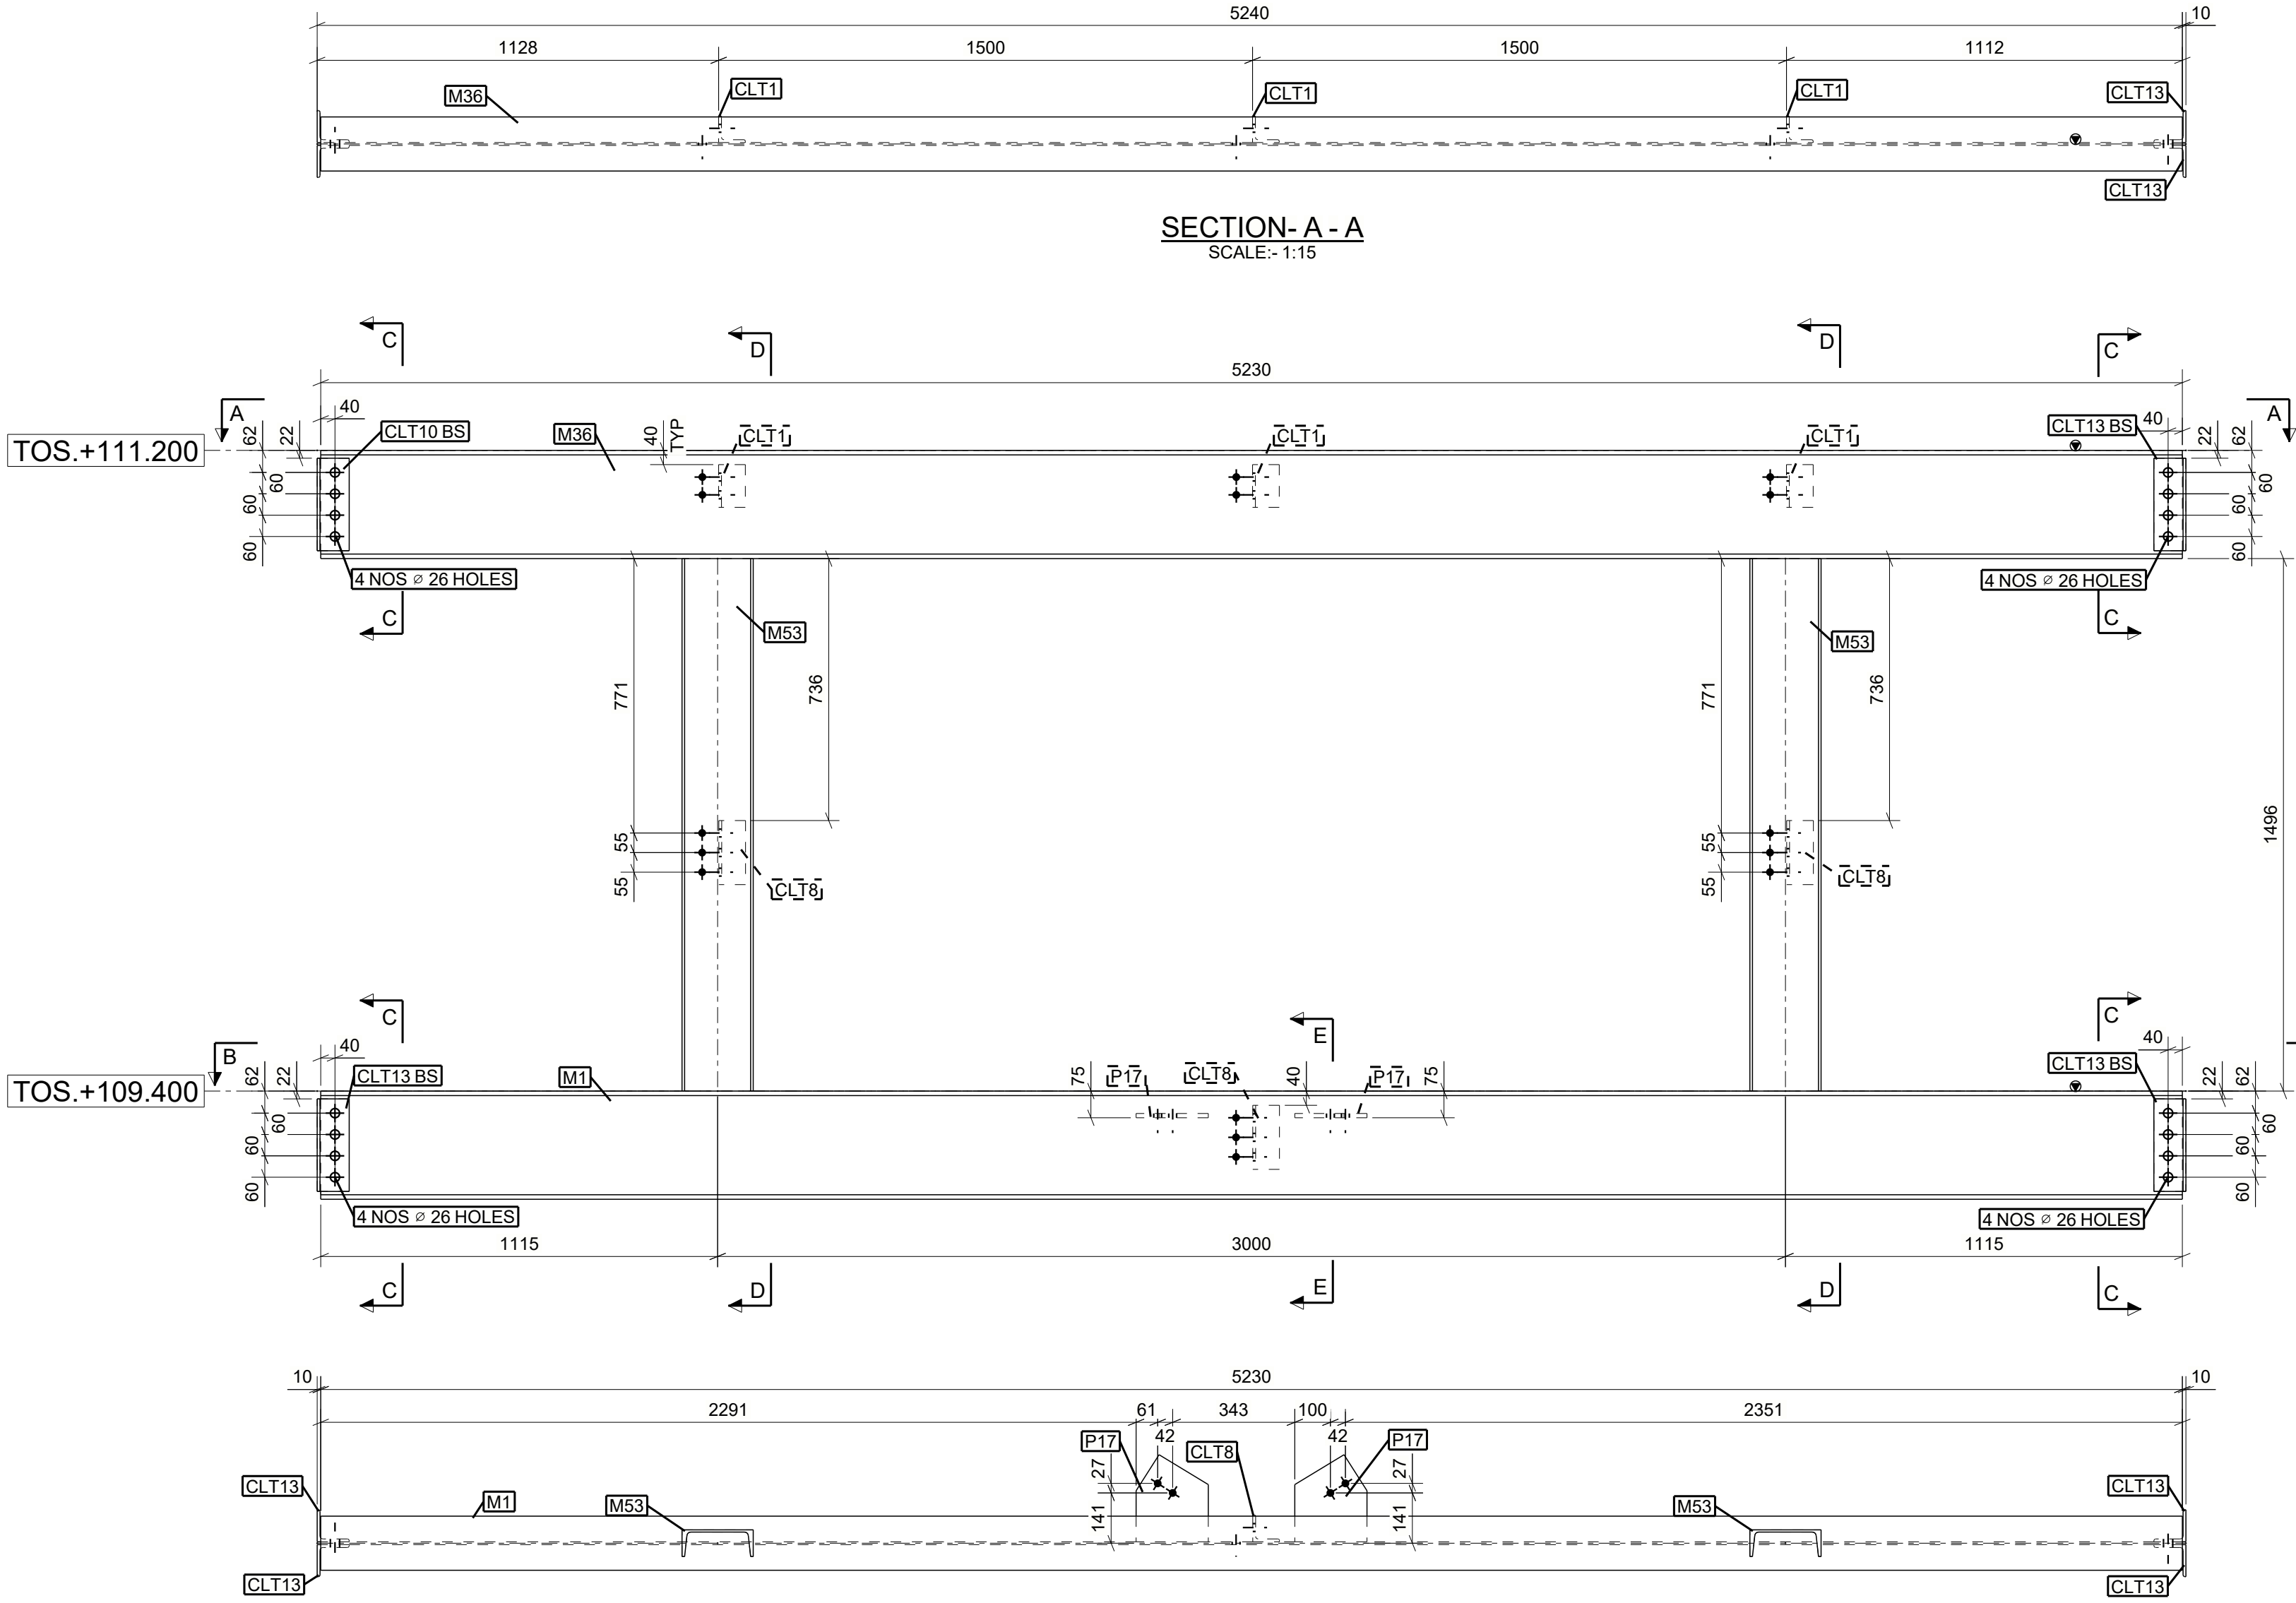 5240
10
1128
1500
1500
1112
M36
CLT1
CLT1
CLT1
CLT13
CLT13
SECTION- A - A
SCALE:- 1:15
C
D
D
C
5230
A
A
40
40
TOS.+111.200
62
22
CLT10 BS
M36
40
TYP
CLT1
CLT1
CLT1
CLT13 BS
22
62
60
60
60
60
60
60
4 NOS ⌀ 26 HOLES
4 NOS ⌀ 26 HOLES
C
C
M53
M53
771
736
771
736
1496
55
55
55
55
CLT8
CLT8
C
E
C
B
40
40
TOS.+109.400
62
22
CLT13 BS
M1
75
P17
CLT8
40
P17
75
CLT13 BS
22
62
60
60
60
60
60
60
4 NOS ⌀ 26 HOLES
4 NOS ⌀ 26 HOLES
1115
3000
1115
C
D
E
D
C
10
5230
10
2291
61
343
100
2351
42
42
P17
CLT8
P17
27
27
141
141
CLT13
M1
M53
M53
CLT13
CLT13
CLT13